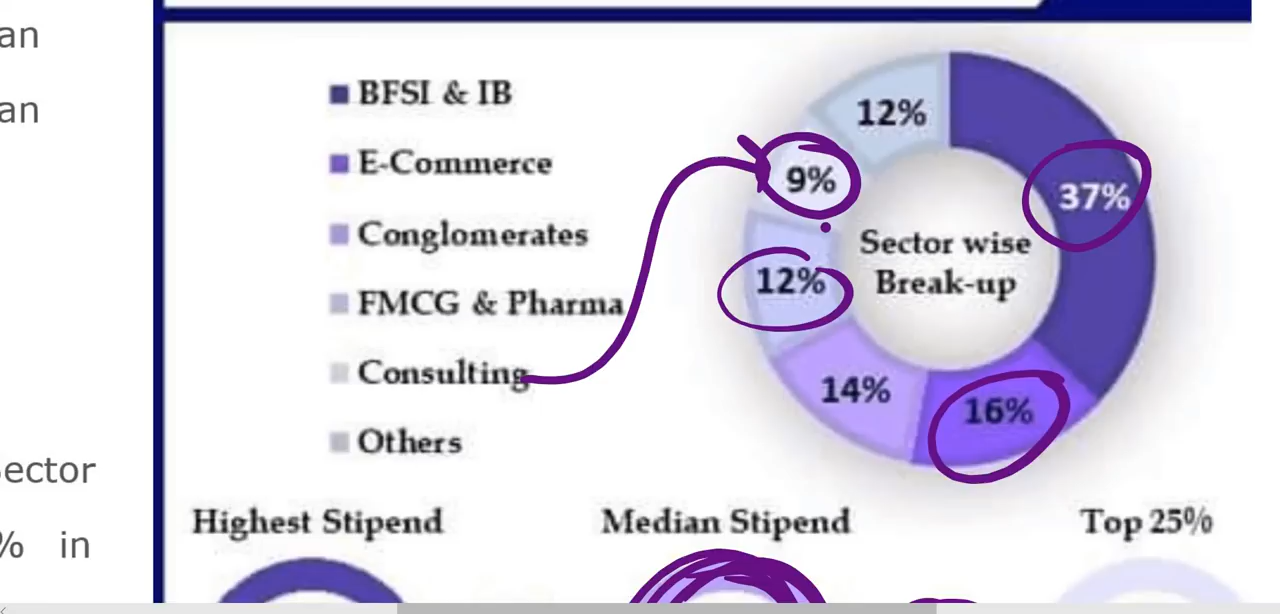 an
an
BFSI & IB
E-Commerce
Conglomerates
FMCG & Pharma
Consulting
Others
12%
9%
37%
12%
14%
16%
Sector wise
Break-up
Sector
% in
Highest Stipend
Median Stipend
Top 25%